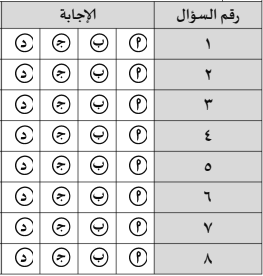 رقم السؤال الإجابة
١ أ ب ج د
٢ أ ب ج د
٣ أ ب ج د
٤ أ ب ج د
٥ أ ب ج د
٦ أ ب ج د
٧ أ ب ج د
٨ أ ب ج د